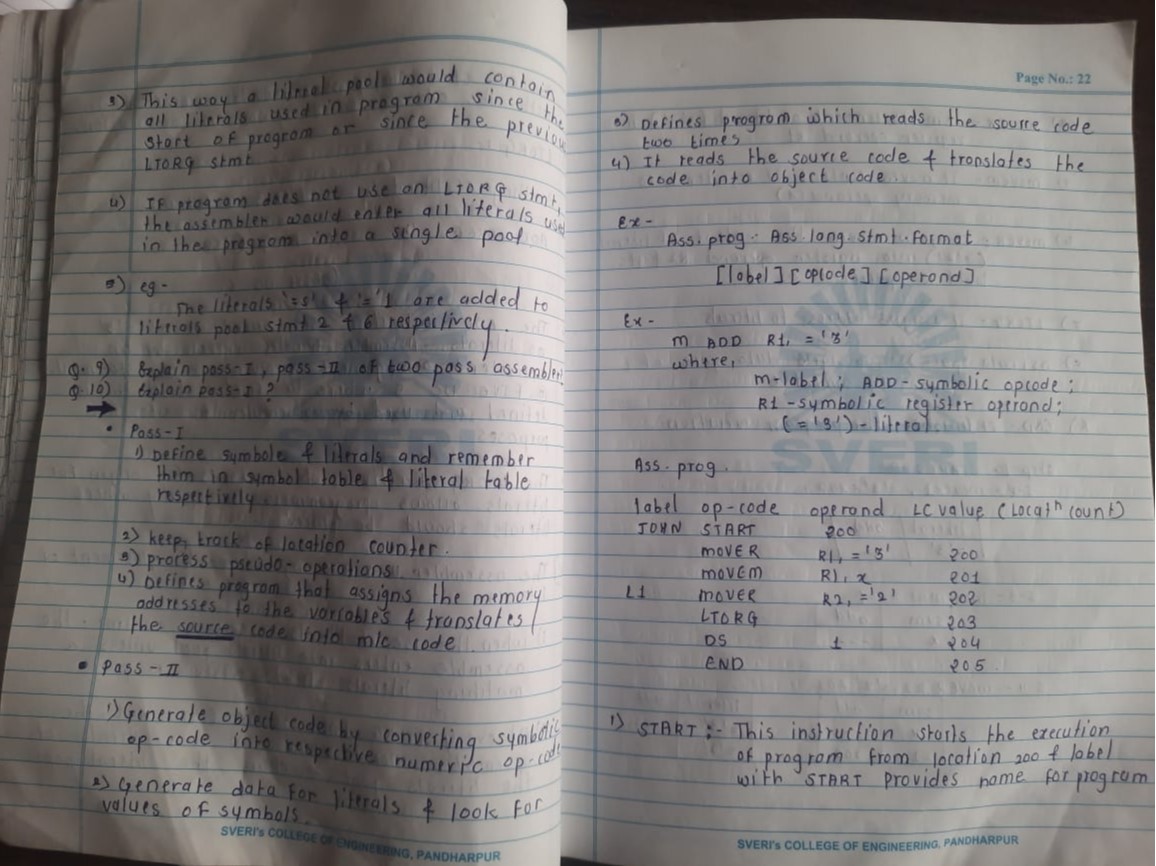 3) This way a literal pool would contain
all literals used in program since the
start of program or since the previou
LTORG stmt
4) IF program does not use an LTORG stmt,
the assembler would enter all literals used
in the program into a single pool
5) eg-
The literals '=5' & '='1 are added to
literals pool stmt 2 & 6 respectively.
Q. 9) Explain pass-I, pass-II of two pass assembler
Q. 10) Explain pass-I ?
• Pass-I
1) Define symbols & literals and remember
them in symbol table & literal table
respectively
2) keep track of location counter.
3) process pseudo-operations
4) Defines program that assigns the memory
addresses to the variables & translates
the source code into m/c code.
• Pass-II
1) Generate object code by converting symbolic
op-code into respective numeric op-code
2) Generate data for literals & look for
values of symbols.
SVERI's COLLEGE OF ENGINEERING, PANDHARPUR
Page No.: 22
3) Defines program which reads the source code
two times
4) It reads the source code & translates the
code into object code
Ex-
Ass. prog. Ass. lang. stmt. format
[label] [opcode] [operand]
Ex-
m ADD R1, = '3'
where,
m-label ; ADD - symbolic opcode ;
R1 - symbolic register operand;
(= '3') - literal.
SVERI
Ass. prog.
label op-code operand LC value (Locatn count)
JOHN START 200
MOVER R1, = '3' 200
MOVEM R1, x 201
L1 MOVER R2, = '2' 202
LTORG 203
DS 1 204
END 205
1) START :- This instruction starts the execution
of program from location 200 & label
with START provides name for program
SVERI's COLLEGE OF ENGINEERING, PANDHARPUR